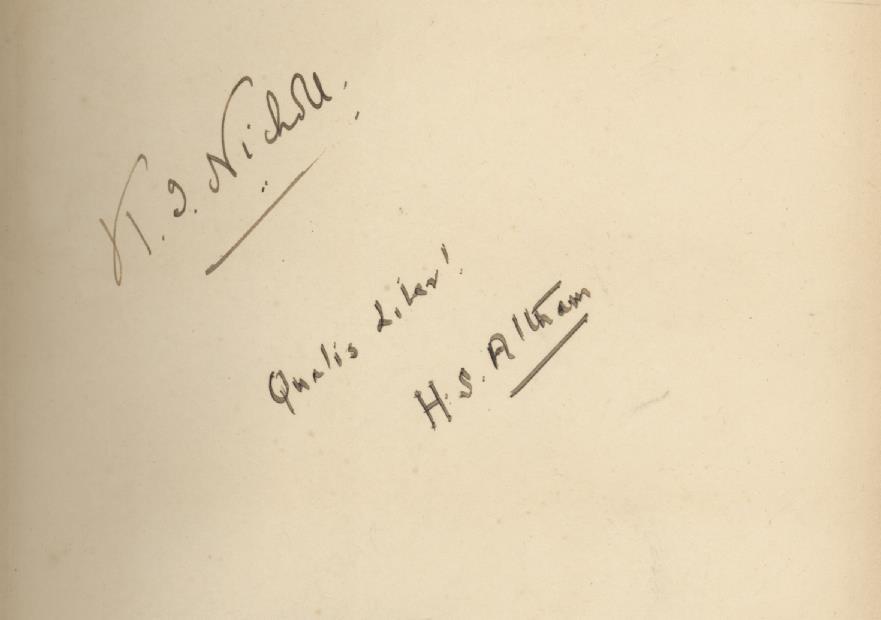 K. I. Nicholl.
Qualis Liber!
H. S. Altham